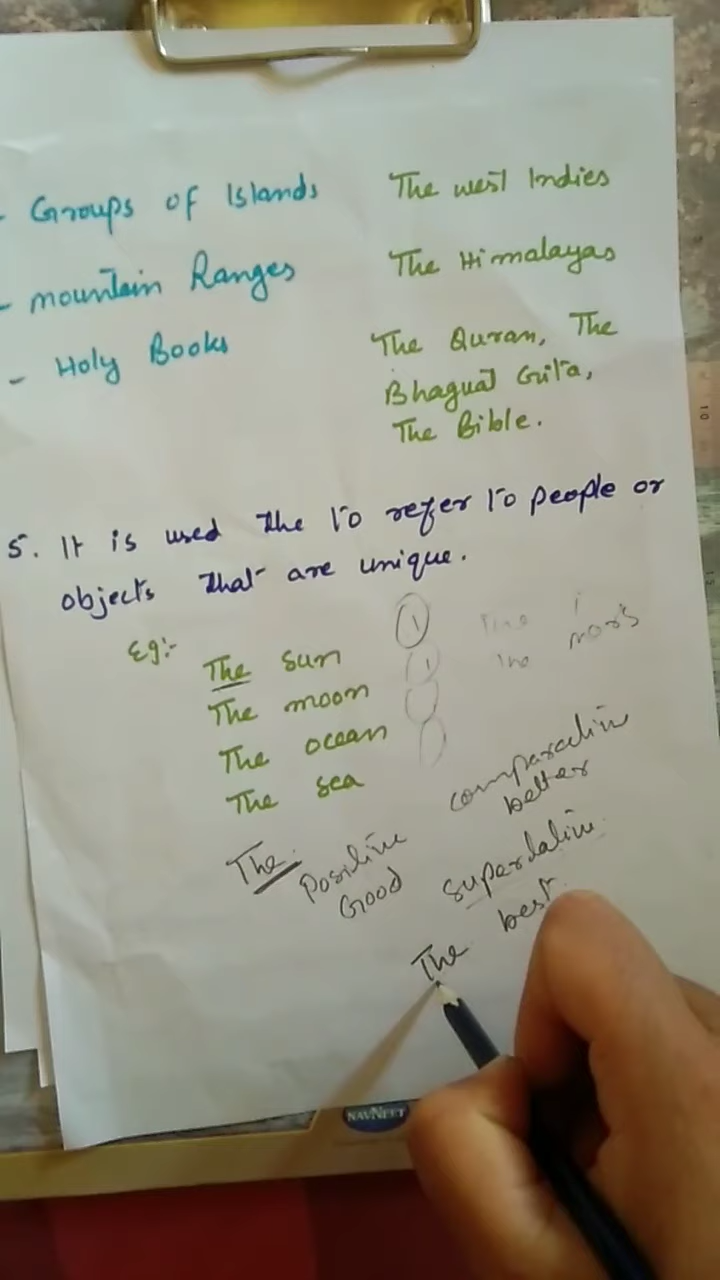 - Groups of Islands The west Indies
- mountain Ranges The Himalayas
- Holy Books The Quran, The
Bhagwat Gita,
The Bible.
5. It is used the to refer to people or
objects that are unique.
Eg:- The sun 1
The moon 1
The ocean
The sea
The
Positive comparative
Good better
superlative
The best
NAVNEET